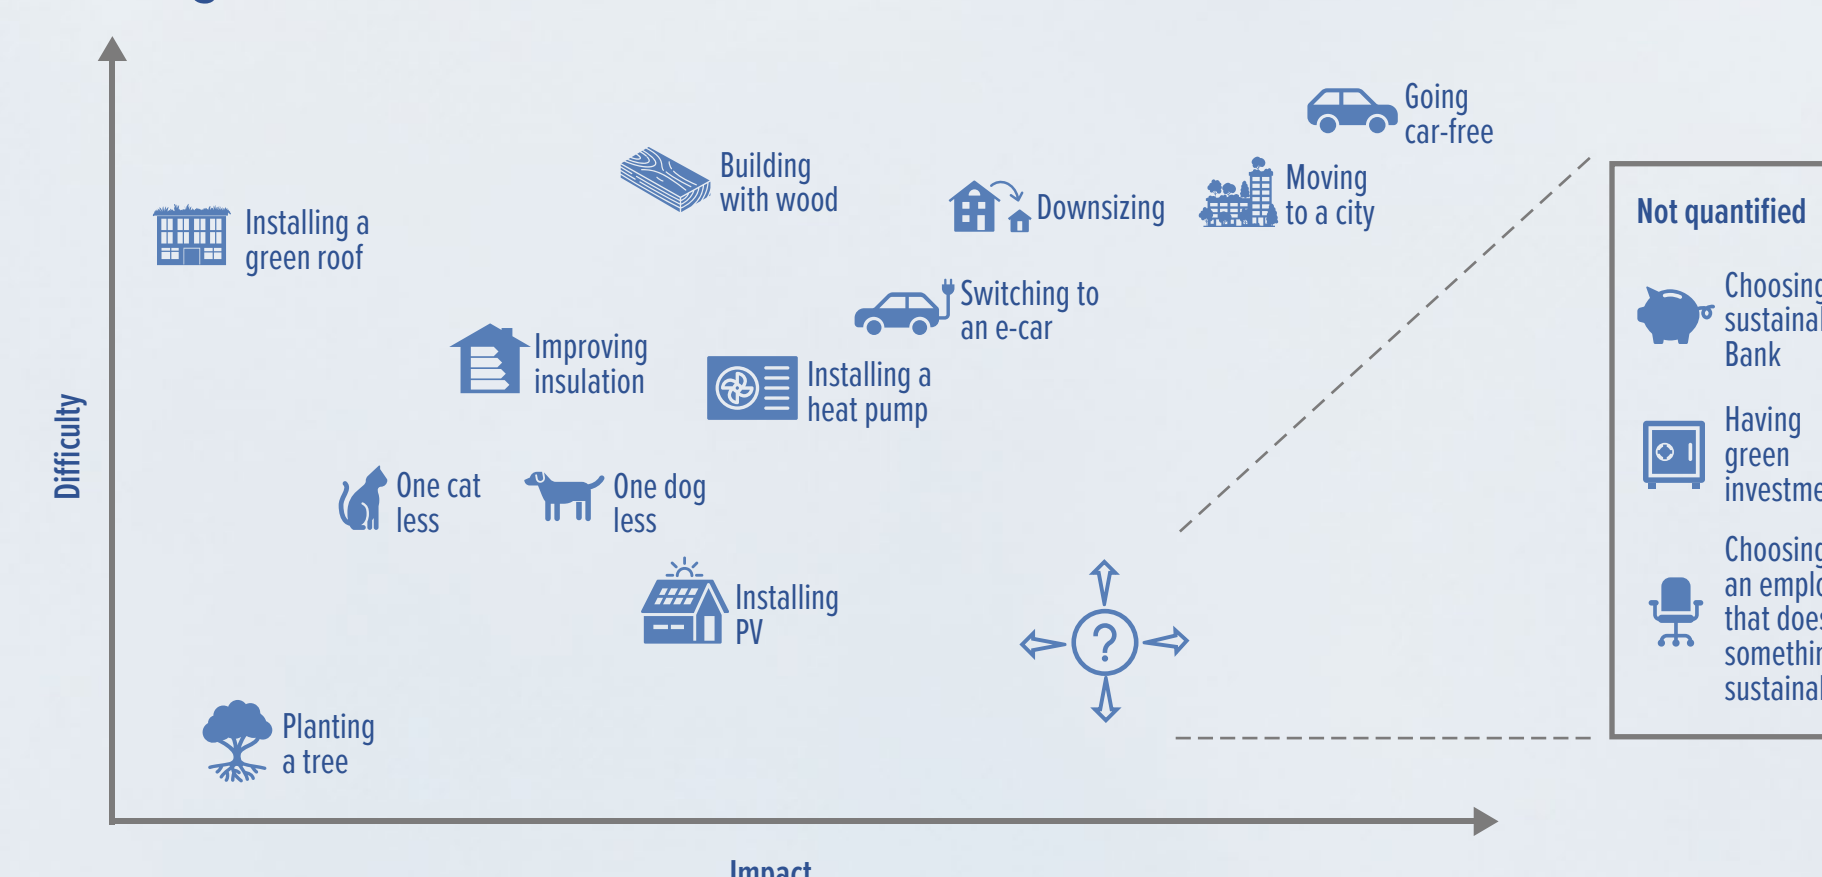 Going
car-free
Building
with wood
Moving
to a city
Downsizing
Installing a
green roof
Not quantified
Switching to
an e-car
Choosing
Bank
Improving
insulation
Installing a
heat pump
Difficulty
Having
green
One cat
less
One dog
less
Choosing
an
that
Installing
PV
?
Planting
a tree
Impact